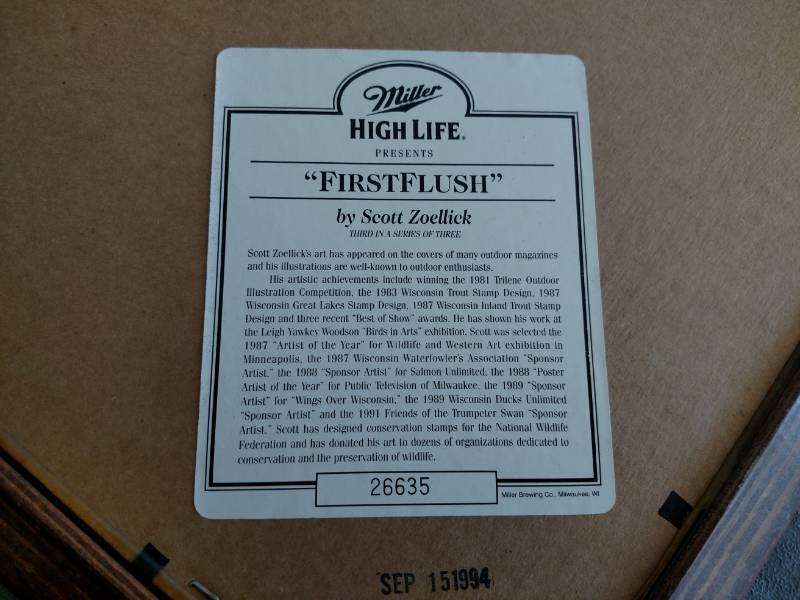 Miller
HIGH LIFE®
PRESENTS
“FIRSTFLUSH”
by Scott Zoellick
THIRD IN A SERIES OF THREE
Scott Zoellick's art has appeared on the covers of many outdoor magazines
and his illustrations are well-known to outdoor enthusiasts.
His artistic achievements include winning the 1981 Trilene Outdoor
Illustration Competition, the 1983 Wisconsin Trout Stamp Design, 1987
Wisconsin Great Lakes Stamp Design, 1987 Wisconsin Inland Trout Stamp
Design and three recent "Best of Show" awards. He has shown his work at
the Leigh Yawkey Woodson "Birds in Arts" exhibition. Scott was selected the
1987 "Artist of the Year" for Wildlife and Western Art exhibition in
Minneapolis, the 1987 Wisconsin Waterfowler's Association "Sponsor
Artist," the 1988 "Sponsor Artist" for Salmon Unlimited, the 1988 "Poster
Artist of the Year" for Public Television of Milwaukee, the 1989 "Sponsor
Artist" for "Wings Over Wisconsin," the 1989 Wisconsin Ducks Unlimited
"Sponsor Artist" and the 1991 Friends of the Trumpeter Swan "Sponsor
Artist." Scott has designed conservation stamps for the National Wildlife
Federation and has donated his art to dozens of organizations dedicated to
conservation and the preservation of wildlife.
26635
Miller Brewing Co., Milwaukee, WI
SEP 15 1994